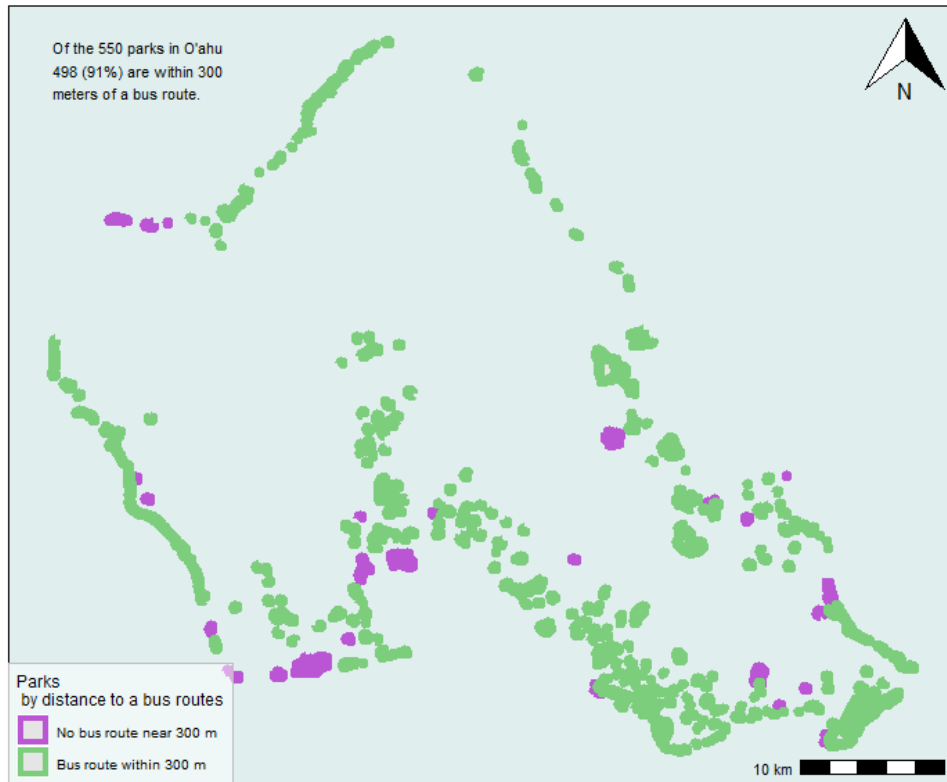 Of the 550 parks in O'ahu
498 (91%) are within 300
meters of a bus route.
N
Parks
by distance to a bus routes
No bus route near 300 m
Bus route within 300 m
10 km